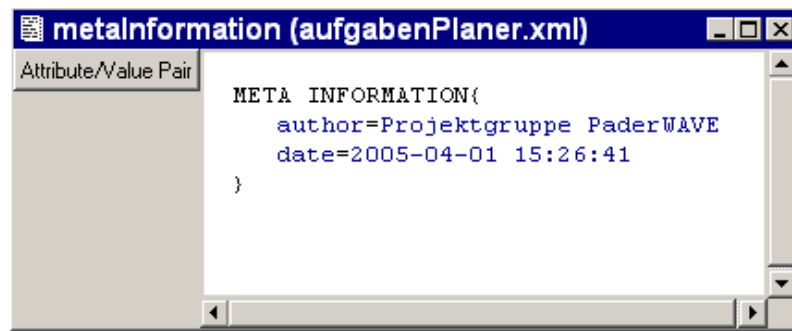 metaInformation (aufgabenPlaner.xml)
Attribute/Value Pair
META INFORMATION{
author=Projektgruppe PaderWAVE
date=2005-04-01 15:26:41
}